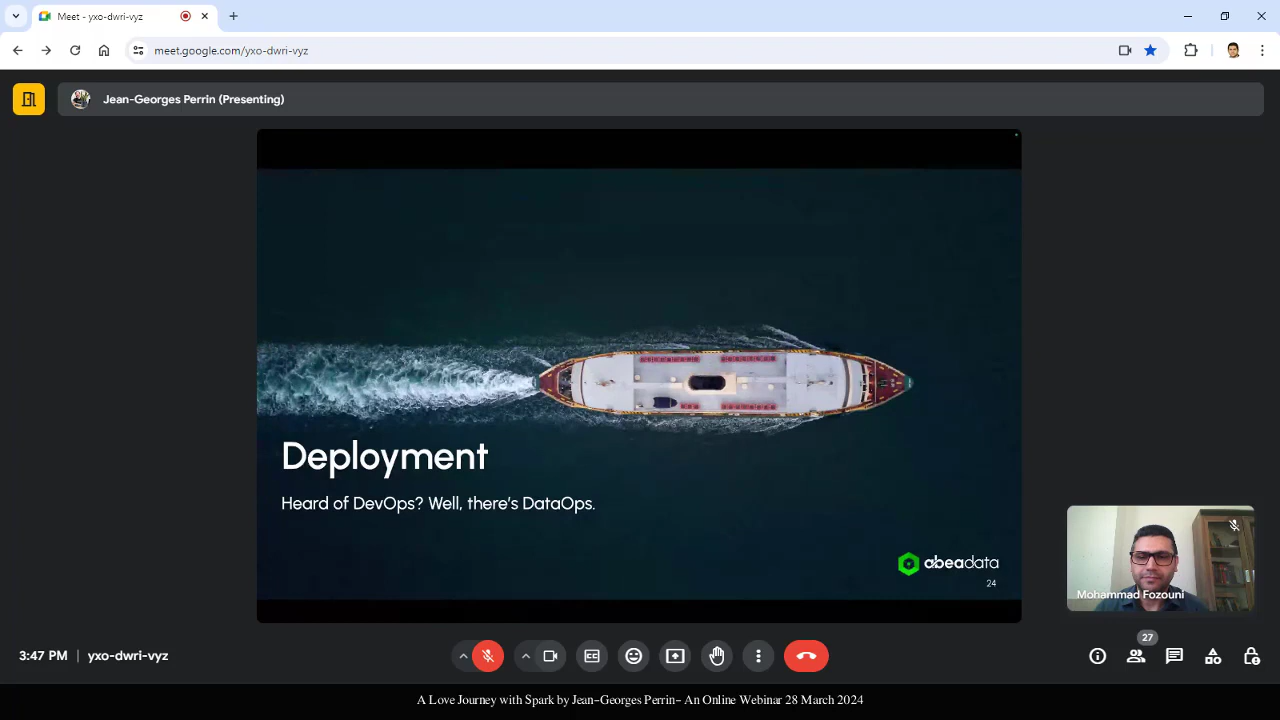 Meet - yxo-dwri-vyz
meet.google.com/yxo-dwri-vyz
Jean-Georges Perrin (Presenting)
Deployment
Heard of DevOps? Well, there's DataOps.
abeadata
24
Mohammad Fozouni
27
3:47 PM | yxo-dwri-vyz
A Love Journey with Spark by Jean-Georges Perrin- An Online Webinar 28 March 2024